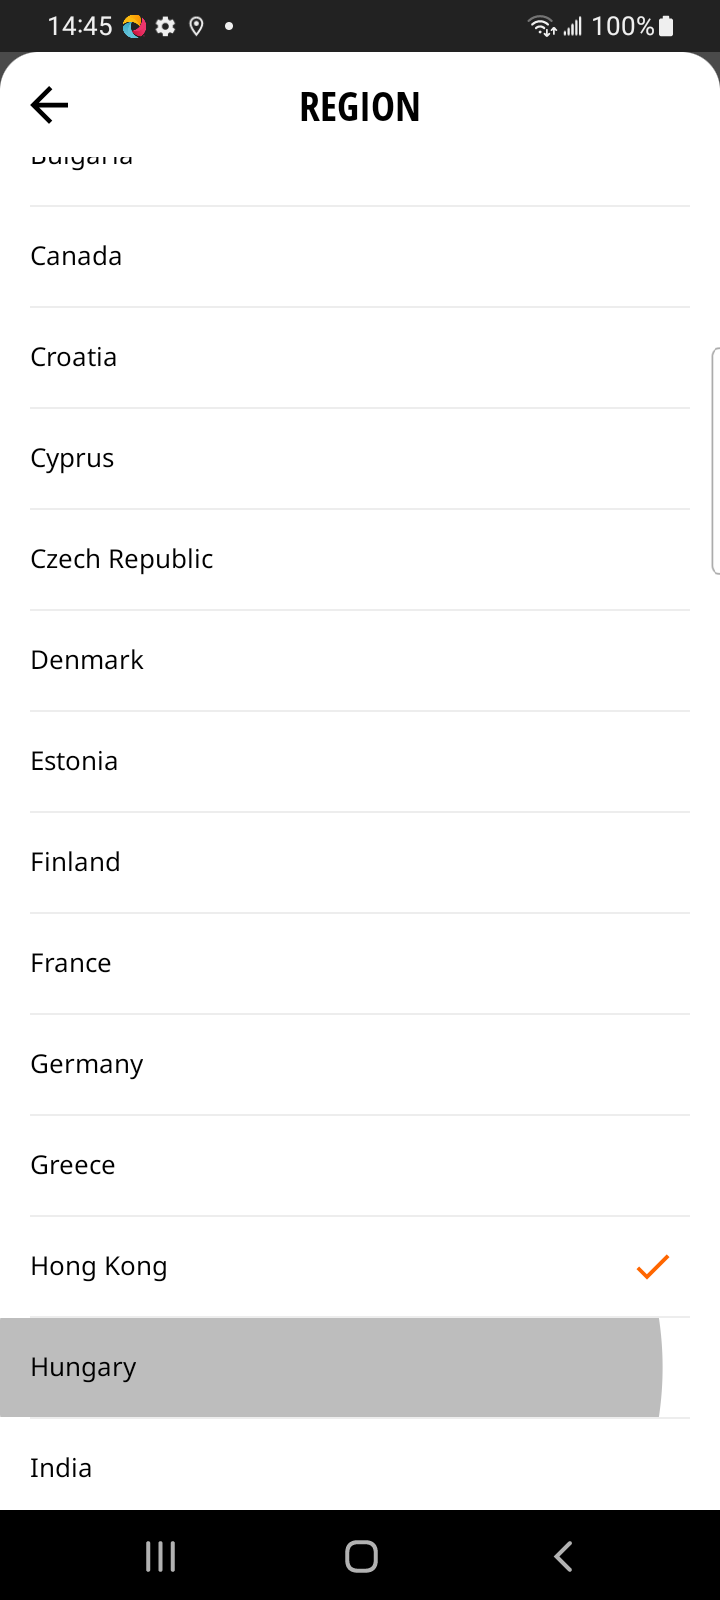 14:45 100%
REGION
Bulgaria
Canada
Croatia
Cyprus
Czech Republic
Denmark
Estonia
Finland
France
Germany
Greece
Hong Kong
Hungary
India